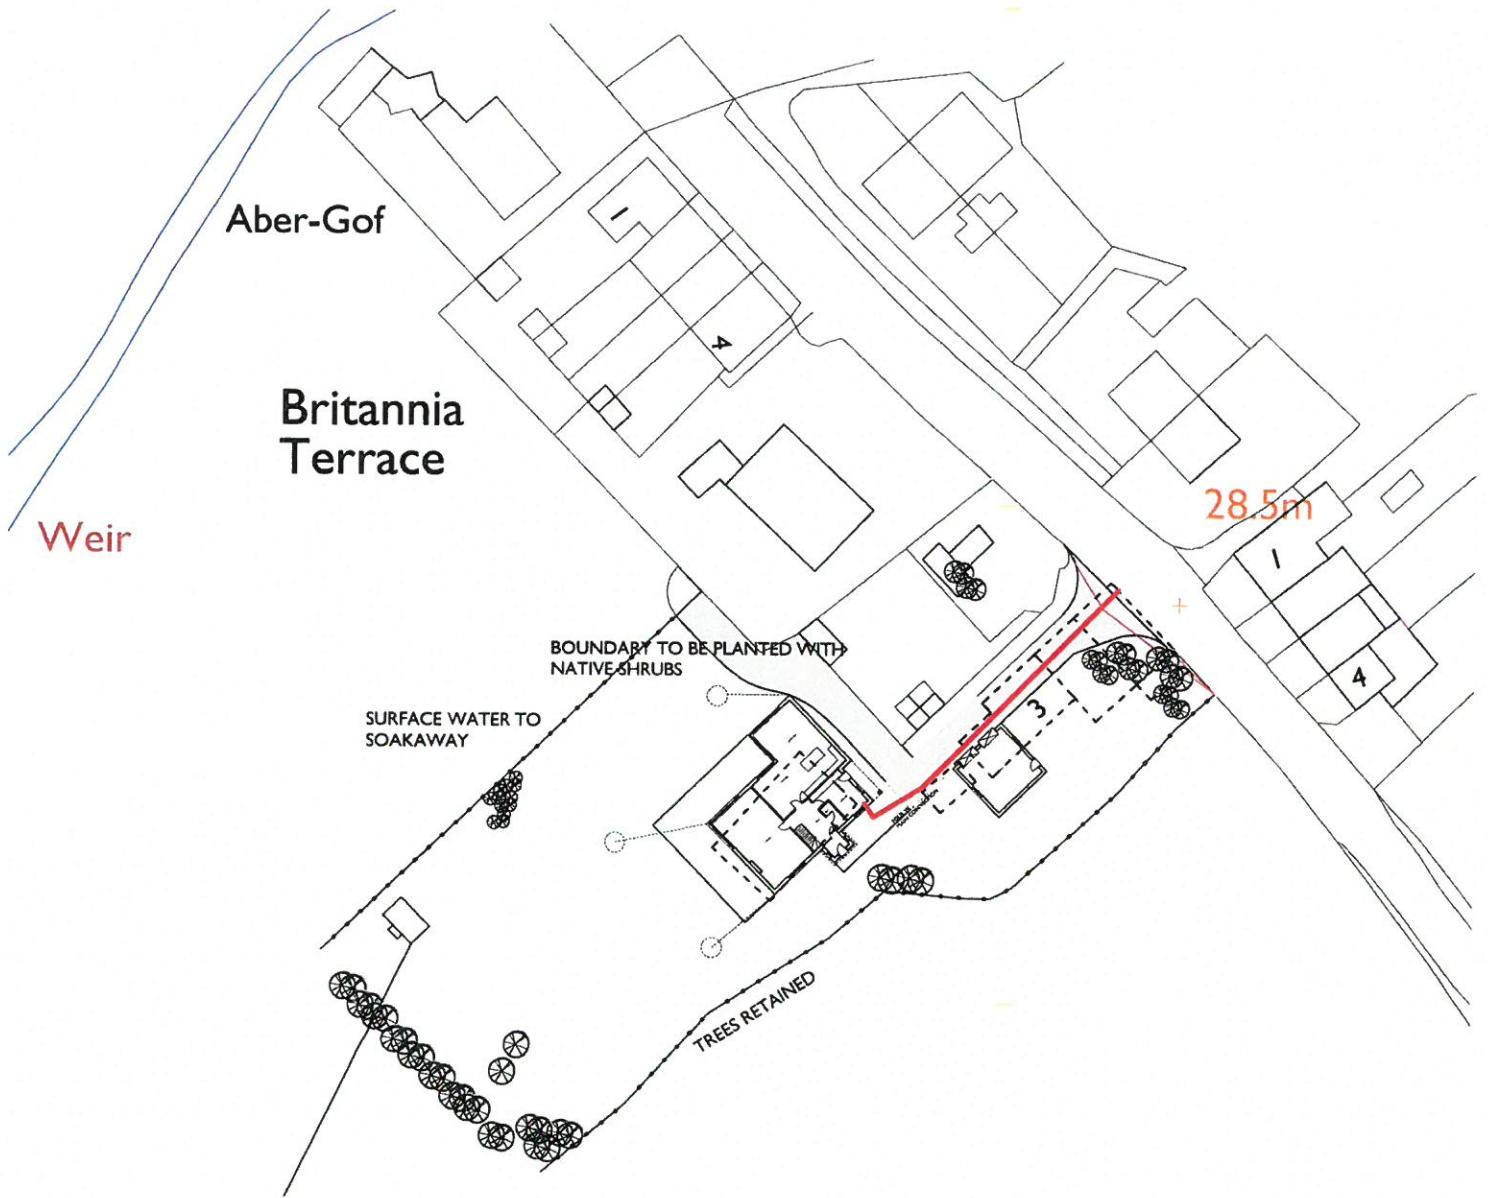 Aber-Gof
1
4
Britannia
Terrace
28.5m
Weir
1
BOUNDARY TO BE PLANTED WITH
NATIVE SHRUBS
4
3
SURFACE WATER TO
SOAKAWAY
TREES RETAINED